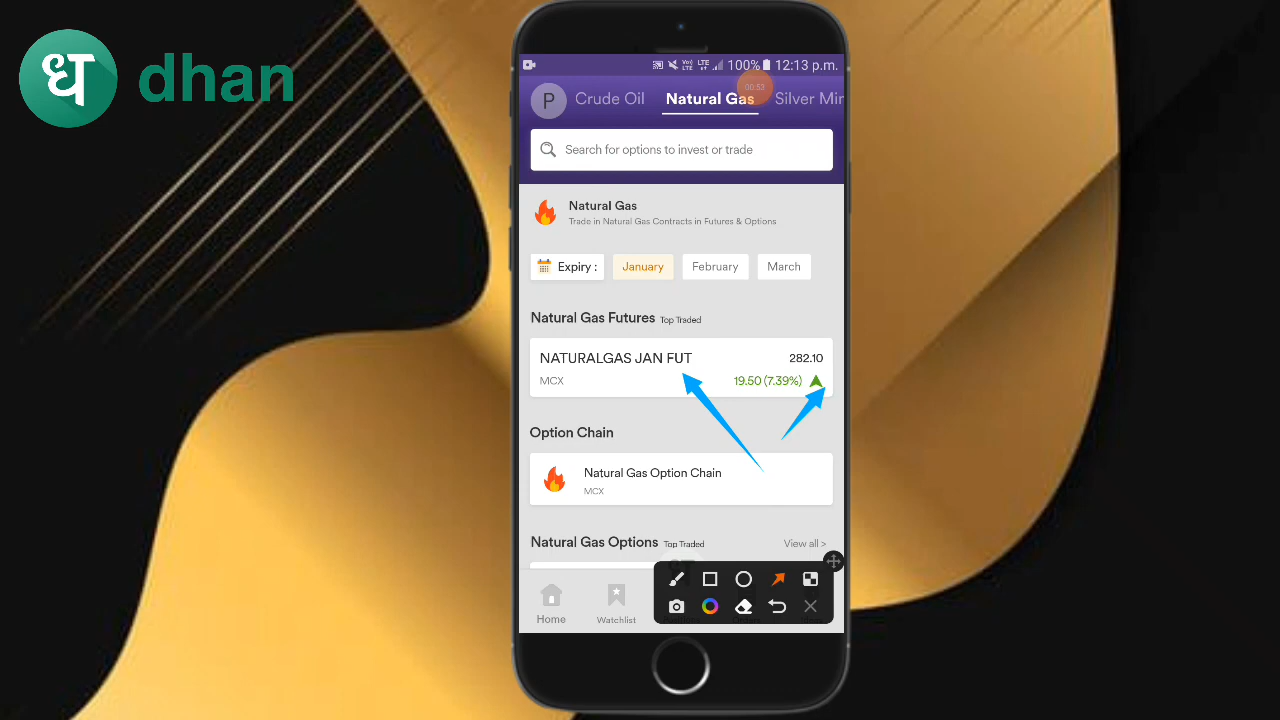 ध dhan
100% 12:13 p.m.
P Crude Oil Natural Gas Silver Min
00:53
Search for options to invest or trade
Natural Gas
Trade in Natural Gas Contracts in Futures & Options
Expiry : January February March
Natural Gas Futures Top Traded
NATURALGAS JAN FUT 282.10
MCX 19.50 (7.39%)
Option Chain
Natural Gas Option Chain
MCX
Natural Gas Options Top Traded View all >
Home Watchlist